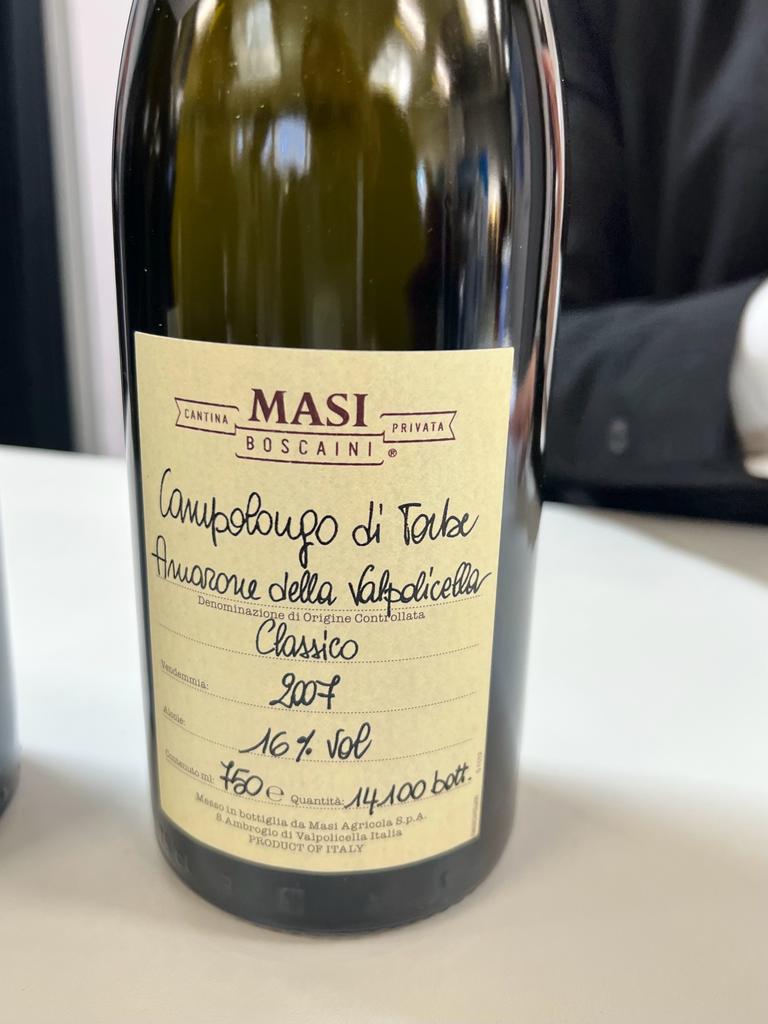 CANTINA MASI PRIVATA
BOSCAINI ®
Campolongo di Torbe
Amarone della Valpolicella
Denominazione di Origine Controllata
Classico
Vendemmia: 2007
Alcole: 16% Vol
Contenuto ml: 750 e Quantità: 14100 bott.
Messo in bottiglia da Masi Agricola S.p.A.
S.Ambrogio di Valpolicella Italia
PRODUCT OF ITALY